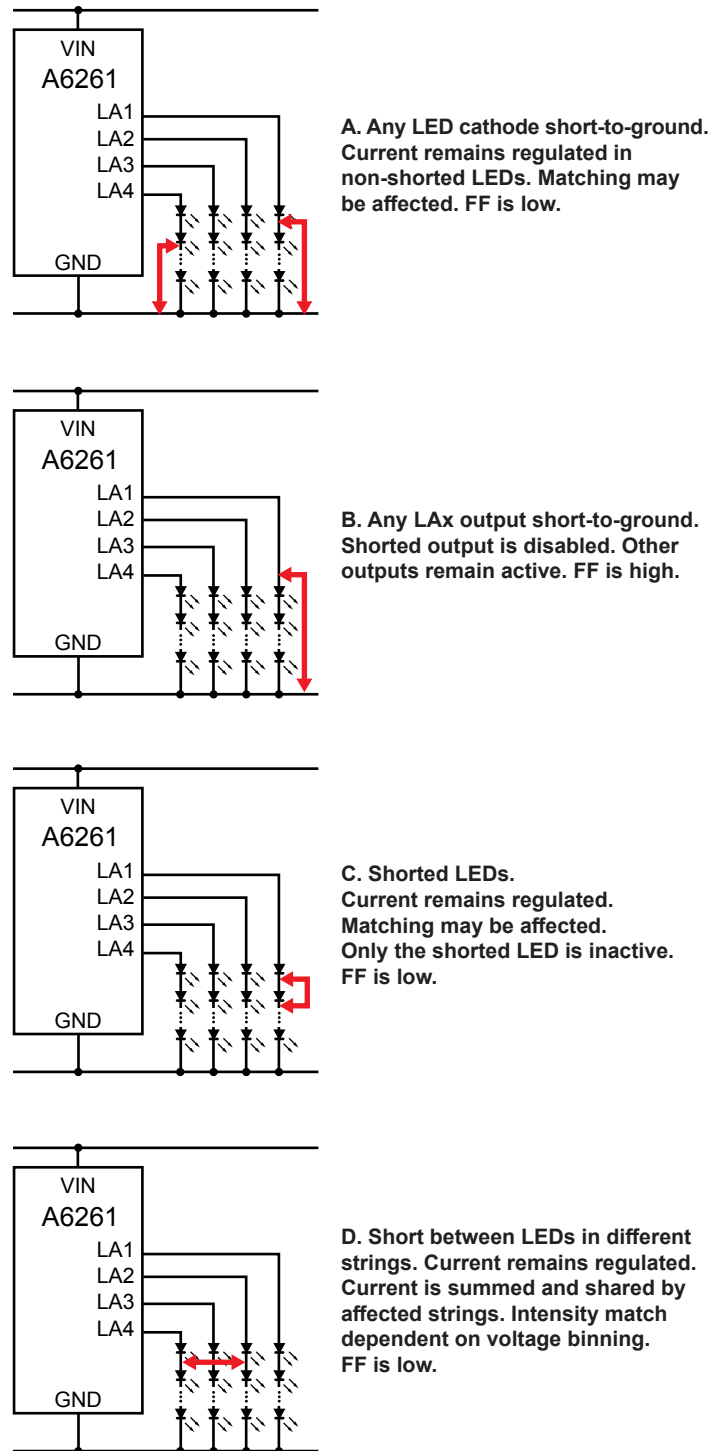 VIN
A6261
LA1
LA2
LA3
LA4
GND
A. Any LED cathode short-to-ground.
Current remains regulated in
non-shorted LEDs. Matching may
be affected. FF is low.
VIN
A6261
LA1
LA2
LA3
LA4
GND
B. Any LAx output short-to-ground.
Shorted output is disabled. Other
outputs remain active. FF is high.
VIN
A6261
LA1
LA2
LA3
LA4
GND
C. Shorted LEDs.
Current remains regulated.
Matching may be affected.
Only the shorted LED is inactive.
FF is low.
VIN
A6261
LA1
LA2
LA3
LA4
GND
D. Short between LEDs in different
strings. Current remains regulated.
Current is summed and shared by
affected strings. Intensity match
dependent on voltage binning.
FF is low.